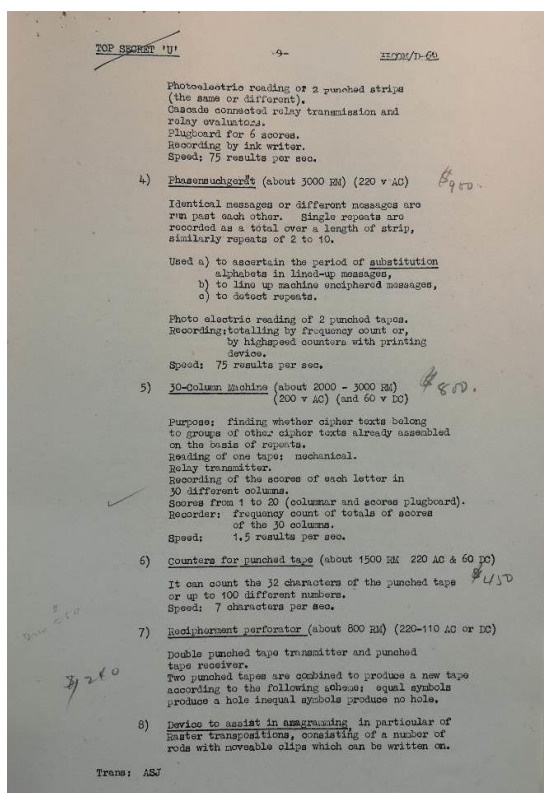 TOP SECRET 'U'
-9-
Photoelectric reading of 2 punched strips
(the same or different).
Cascade connected relay transmission and
relay evaluators.
Plugboard for 6 scores.
Recording by ink writer.
Speed: 75 results per sec.
4) Phasensuchgerät (about 3000 RM) (220 v AC)
$900.
Identical messages or different messages are
run past each other. Single repeats are
recorded as a total over a length of strip,
similarly repeats of 2 to 10.
Used a) to ascertain the period of substitution
alphabets in lined-up messages,
b) to line up machine enciphered messages,
c) to detect repeats.
Photo electric reading of 2 punched tapes.
Recording:totalling by frequency count or,
by highspeed counters with printing
device.
Speed: 75 results per sec.
5) 30-Column Machine (about 2000 - 3000 RM)
$800.
(200 v AC) (and 60 v DC)
Purpose: finding whether cipher texts belong
to groups of other cipher texts already assembled
on the basis of repeats.
Reading of one tape: mechanical.
Relay transmitter.
Recording of the scores of each letter in
30 different columns.
Scores from 1 to 20 (columnar and scores plugboard).
Recorder: frequency count of totals of scores
of the 30 columns.
Speed: 1.5 results per sec.
6) Counters for punched tape (about 1500 RM 220 AC & 60 DC)
$450
It can count the 32 characters of the punched tape
or up to 100 different numbers.
Speed: 7 characters per sec.
7) Recipherment perforator (about 800 RM) (220-110 AC or DC)
Double punched tape transmitter and punched
tape receiver.
$240
Two punched tapes are combined to produce a new tape
according to the following scheme: equal symbols
produce a hole inequal symbols produce no hole.
8) Device to assist in anagramming, in particular of
Raster transpositions, consisting of a number of
rods with moveable clips which can be written on.
Trans: ASJ